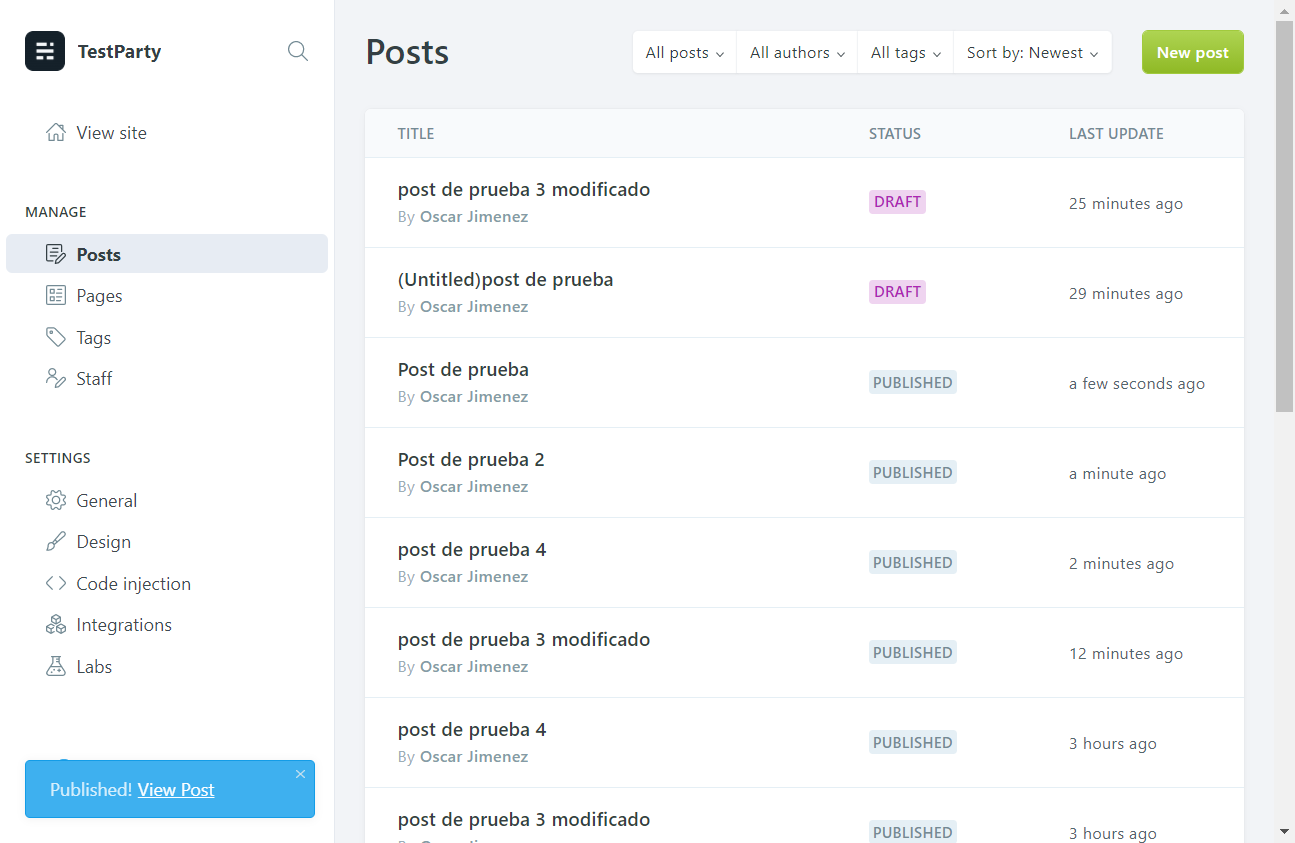 TestParty
View site
MANAGE
Posts
Pages
Tags
Staff
SETTINGS
General
Design
Code injection
Integrations
Labs
Published! View Post
Posts
All posts
All authors
All tags
Sort by: Newest
New post
TITLE STATUS LAST UPDATE
post de prueba 3 modificado
By Oscar Jimenez
DRAFT
25 minutes ago
(Untitled)post de prueba
By Oscar Jimenez
DRAFT
29 minutes ago
Post de prueba
By Oscar Jimenez
PUBLISHED
a few seconds ago
Post de prueba 2
By Oscar Jimenez
PUBLISHED
a minute ago
post de prueba 4
By Oscar Jimenez
PUBLISHED
2 minutes ago
post de prueba 3 modificado
By Oscar Jimenez
PUBLISHED
12 minutes ago
post de prueba 4
By Oscar Jimenez
PUBLISHED
3 hours ago
post de prueba 3 modificado
PUBLISHED
3 hours ago